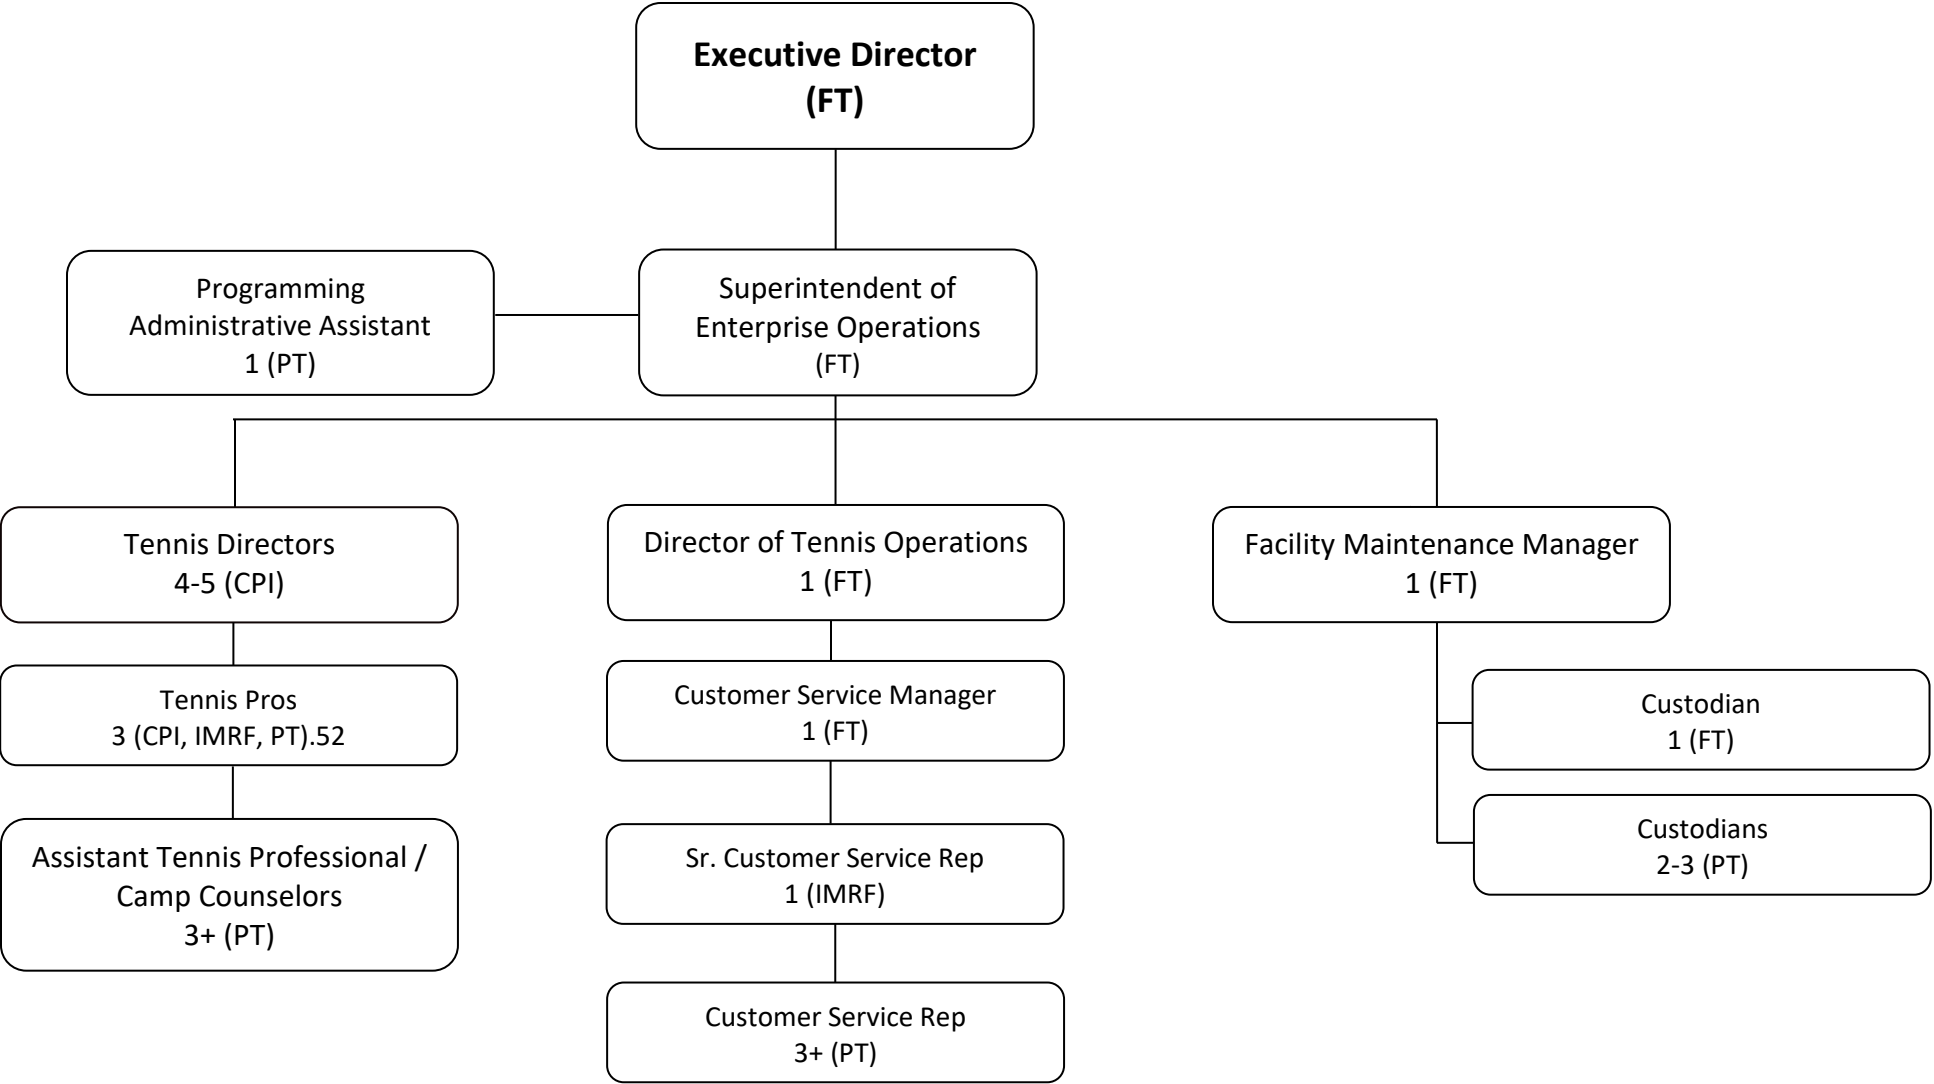 Executive Director
(FT)
Programming
Administrative Assistant
1 (PT)
Superintendent of
Enterprise Operations
(FT)
Tennis Directors
4-5 (CPI)
Director of Tennis Operations
1 (FT)
Facility Maintenance Manager
1 (FT)
Tennis Pros
3 (CPI, IMRF, PT).52
Customer Service Manager
1 (FT)
Custodian
1 (FT)
Assistant Tennis Professional /
Camp Counselors
3+ (PT)
Sr. Customer Service Rep
1 (IMRF)
Custodians
2-3 (PT)
Customer Service Rep
3+ (PT)